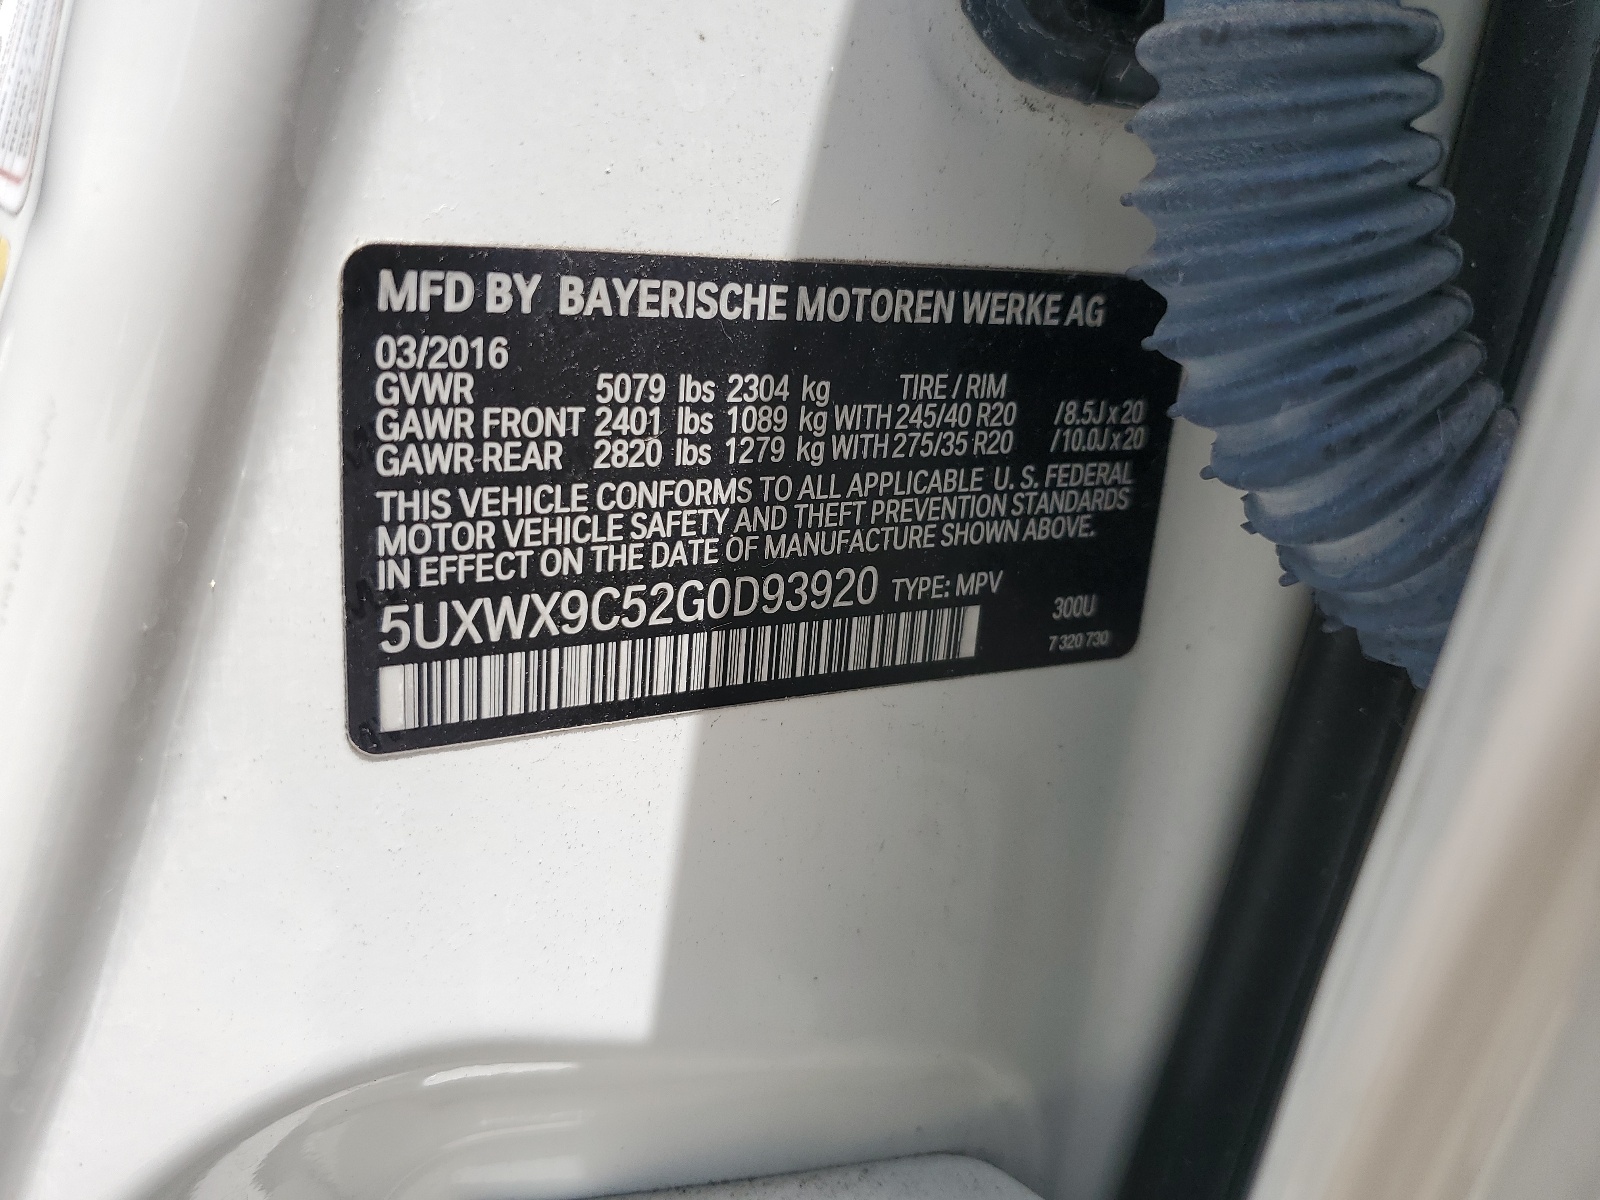 MFD BY BAYERISCHE MOTOREN WERKE AG
03/2016
GVWR 5079 lbs 2304 kg TIRE / RIM
GAWR FRONT 2401 lbs 1089 kg WITH 245/40 R20 /8.5J x 20
GAWR-REAR 2820 lbs 1279 kg WITH 275/35 R20 /10.0J x 20
THIS VEHICLE CONFORMS TO ALL APPLICABLE U.S. FEDERAL
MOTOR VEHICLE SAFETY AND THEFT PREVENTION STANDARDS
IN EFFECT ON THE DATE OF MANUFACTURE SHOWN ABOVE.
5UXWX9C52G0D93920 TYPE: MPV
300U
7 320 730